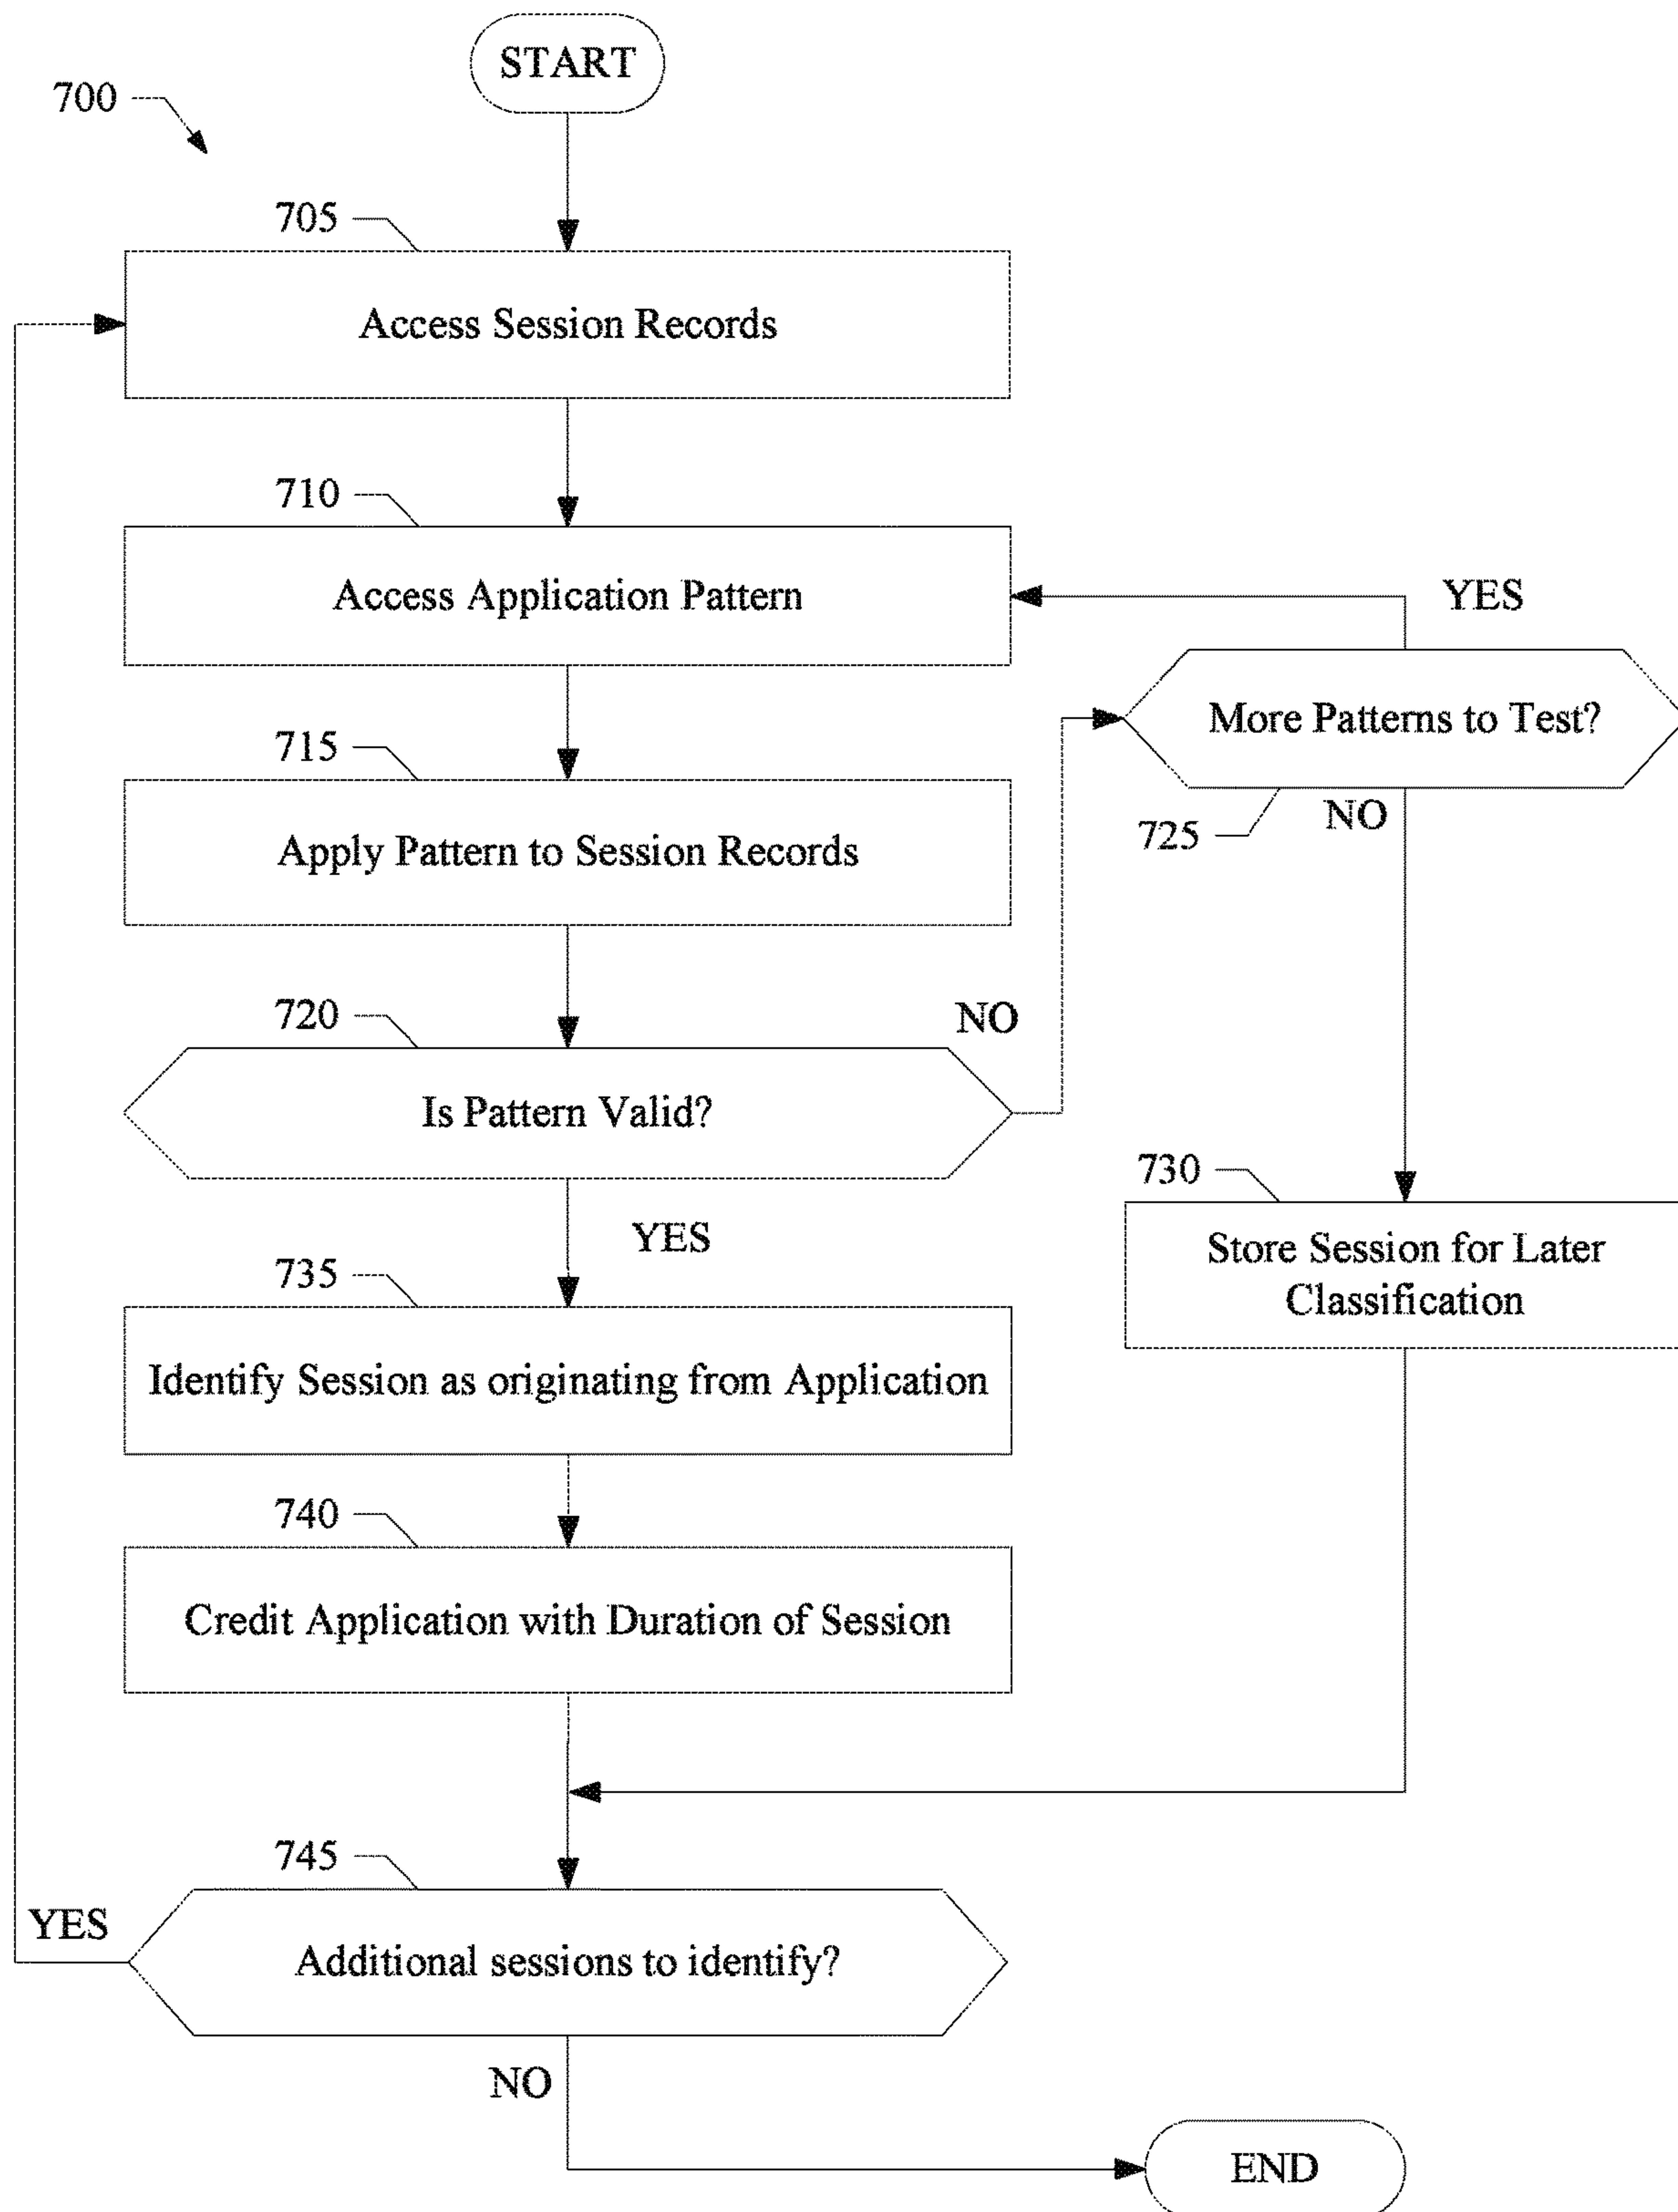 START
700
705
Access Session Records
710
Access Application Pattern
YES
More Patterns to Test?
715
Apply Pattern to Session Records
725
NO
720
NO
Is Pattern Valid?
YES
730
Store Session for Later
Classification
735
Identify Session as originating from Application
740
Credit Application with Duration of Session
745
YES
Additional sessions to identify?
NO
END